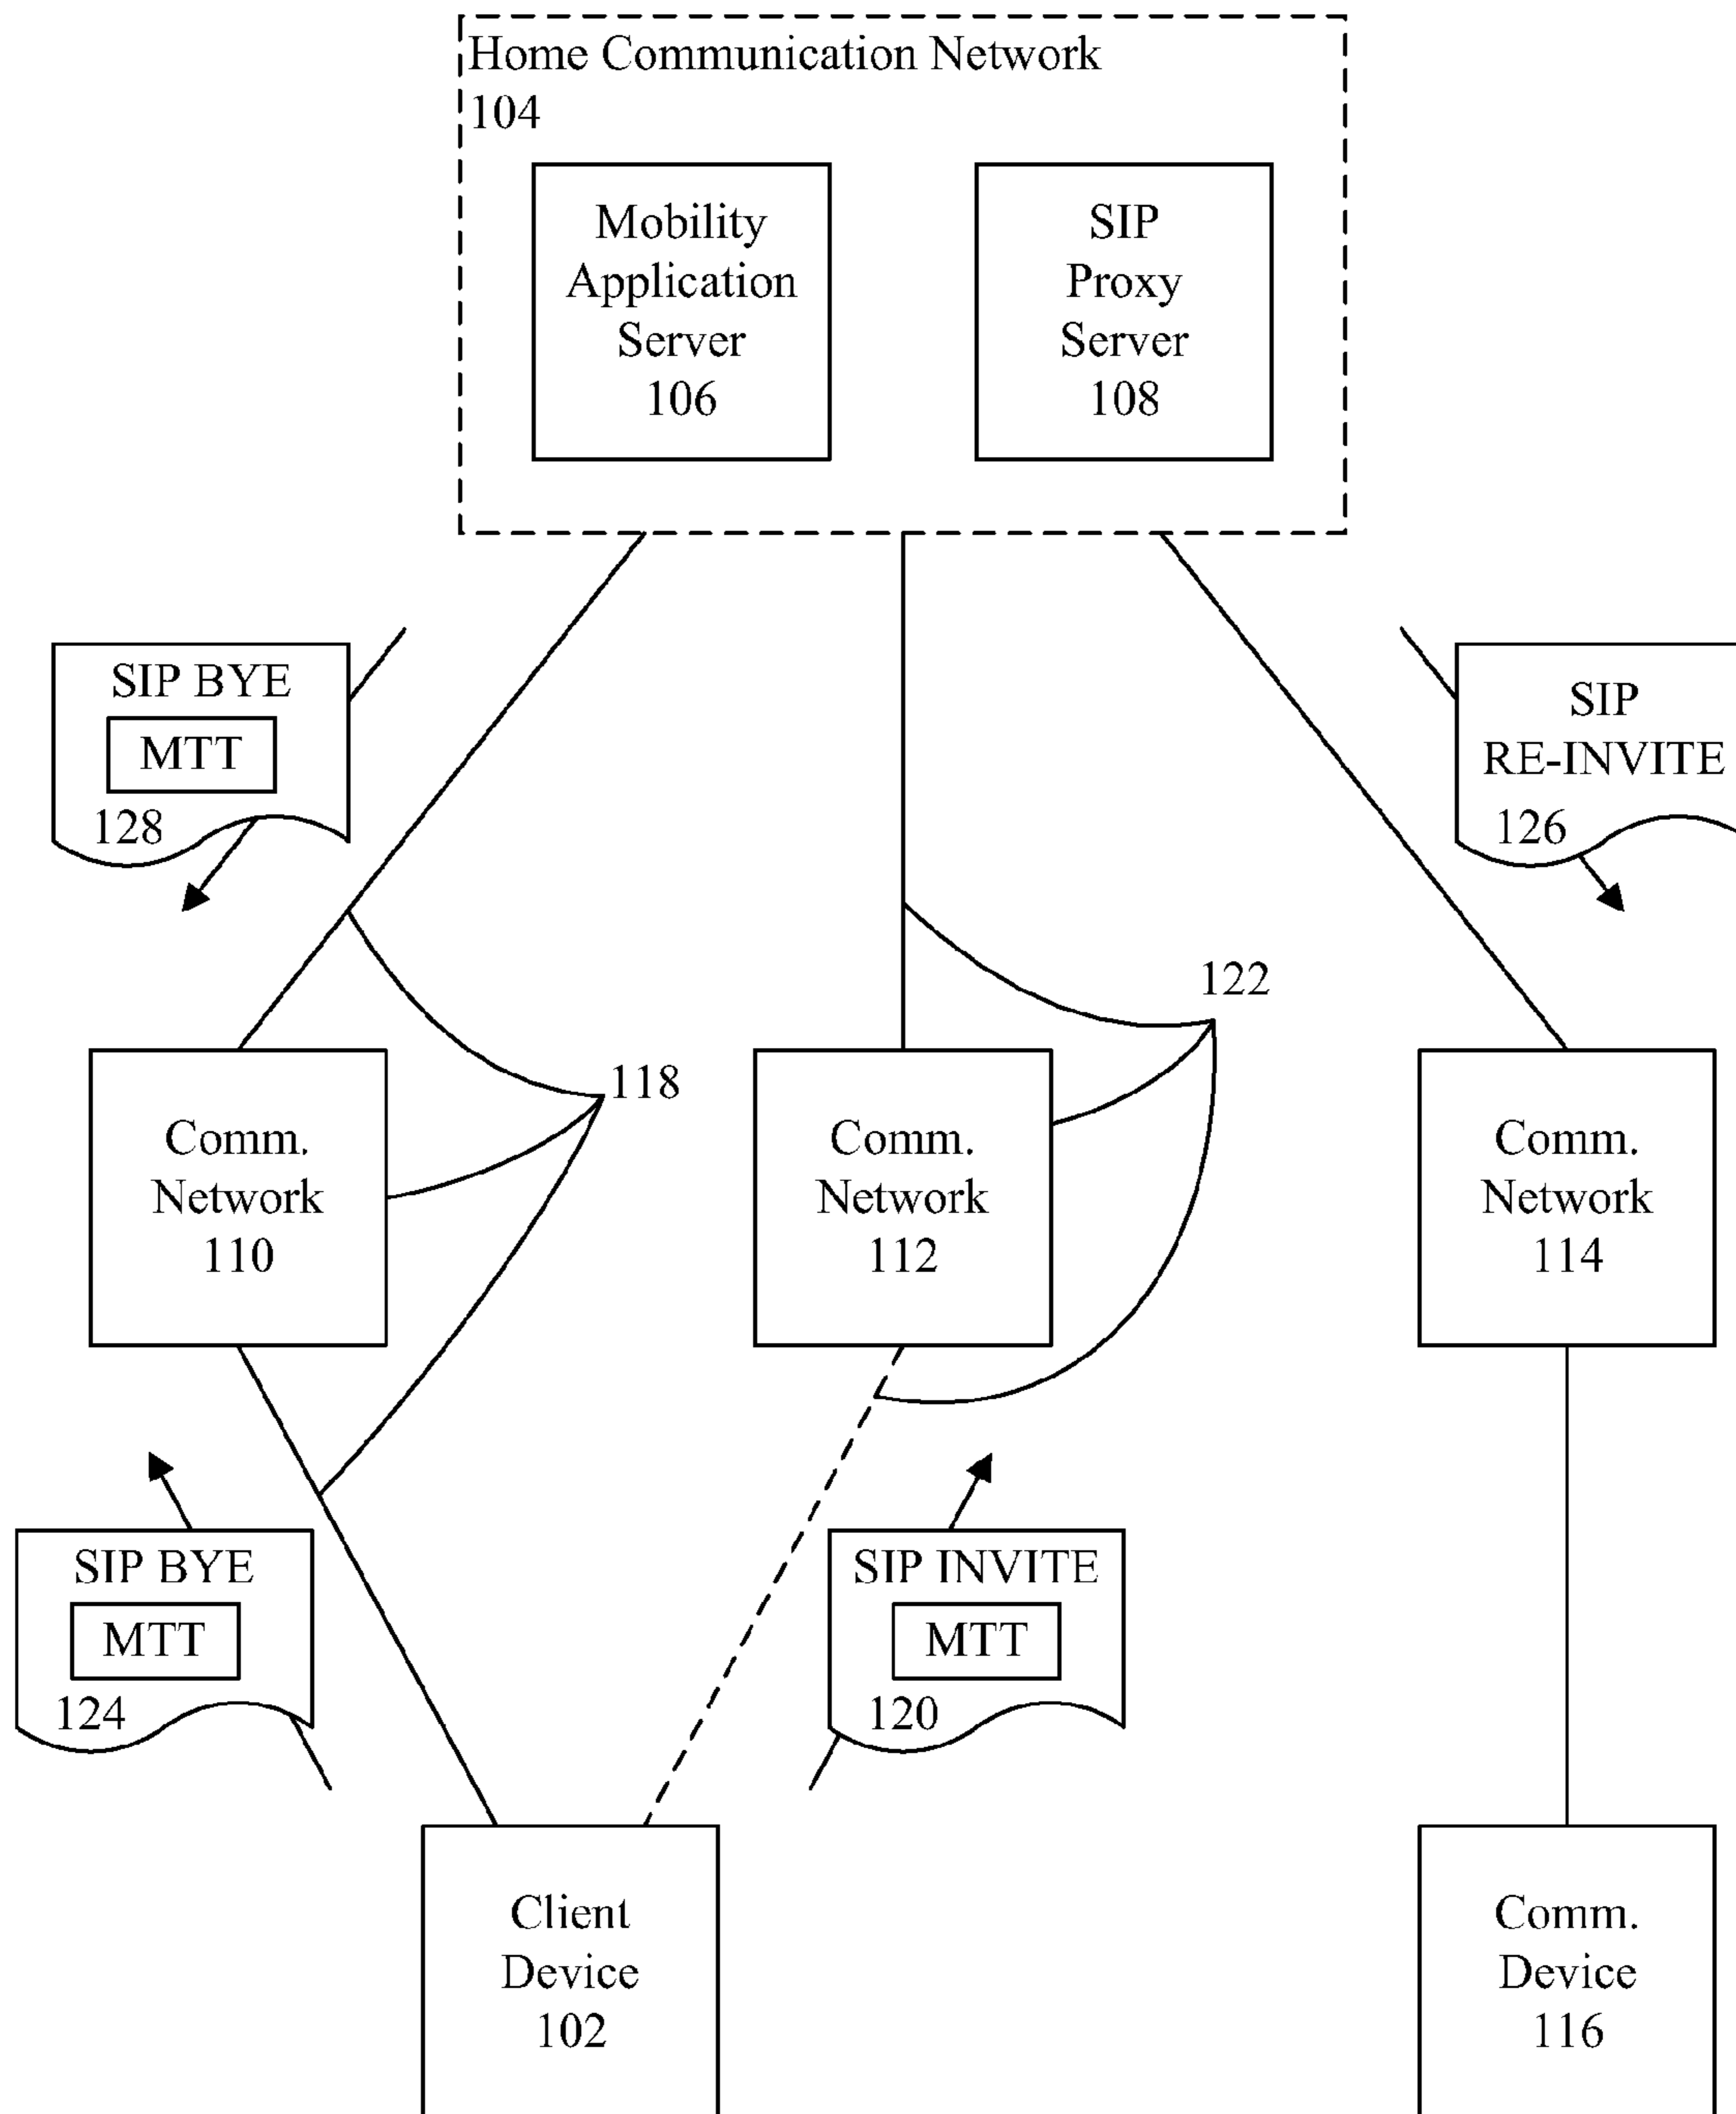 Home Communication Network
104
Mobility
Application
Server
106
SIP
Proxy
Server
108
SIP BYE
MTT
128
SIP
RE-INVITE
126
122
118
Comm.
Network
110
Comm.
Network
112
Comm.
Network
114
SIP BYE
MTT
124
SIP INVITE
MTT
120
Client
Device
102
Comm.
Device
116